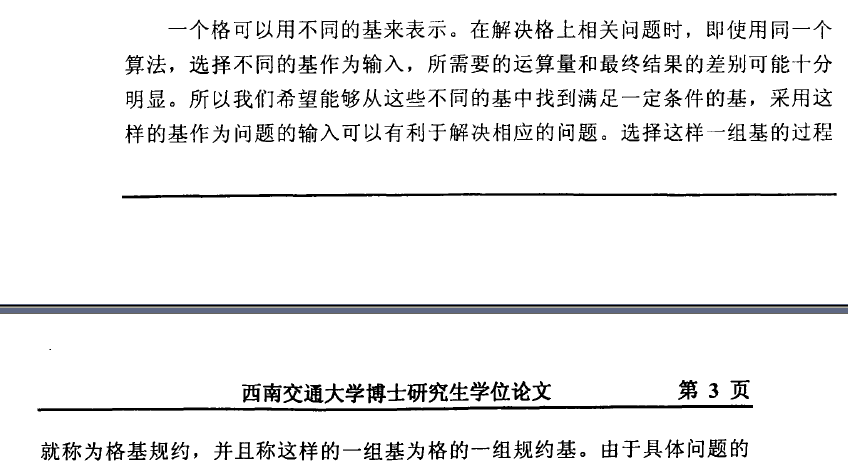 一个格可以用不同的基来表示。在解决格上相关问题时，即使用同一个
算法，选择不同的基作为输入，所需要的运算量和最终结果的差别可能十分
明显。所以我们希望能够从这些不同的基中找到满足一定条件的基，采用这
样的基作为问题的输入可以有利于解决相应的问题。选择这样一组基的过程
西南交通大学博士研究生学位论文 第 3 页
就称为格基规约，并且称这样的一组基为格的一组规约基。由于具体问题的